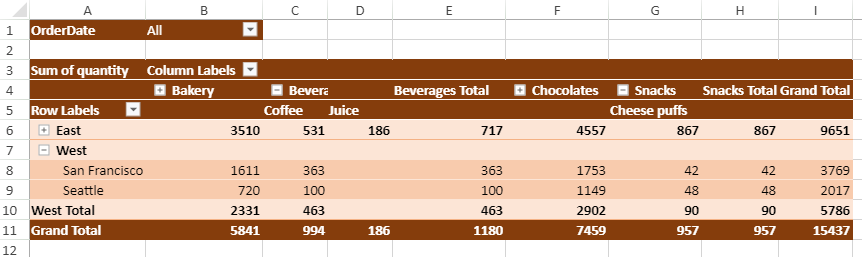 A B C D E F G H I
1 OrderDate All
2
3 Sum of quantity Column Labels
4 Bakery Bevera Beverages Total Chocolates Snacks Snacks Total Grand Total
5 Row Labels Coffee Juice Cheese puffs
6 East 3510 531 186 717 4557 867 867 9651
7 West
8 San Francisco 1611 363 363 1753 42 42 3769
9 Seattle 720 100 100 1149 48 48 2017
10 West Total 2331 463 463 2902 90 90 5786
11 Grand Total 5841 994 186 1180 7459 957 957 15437
12